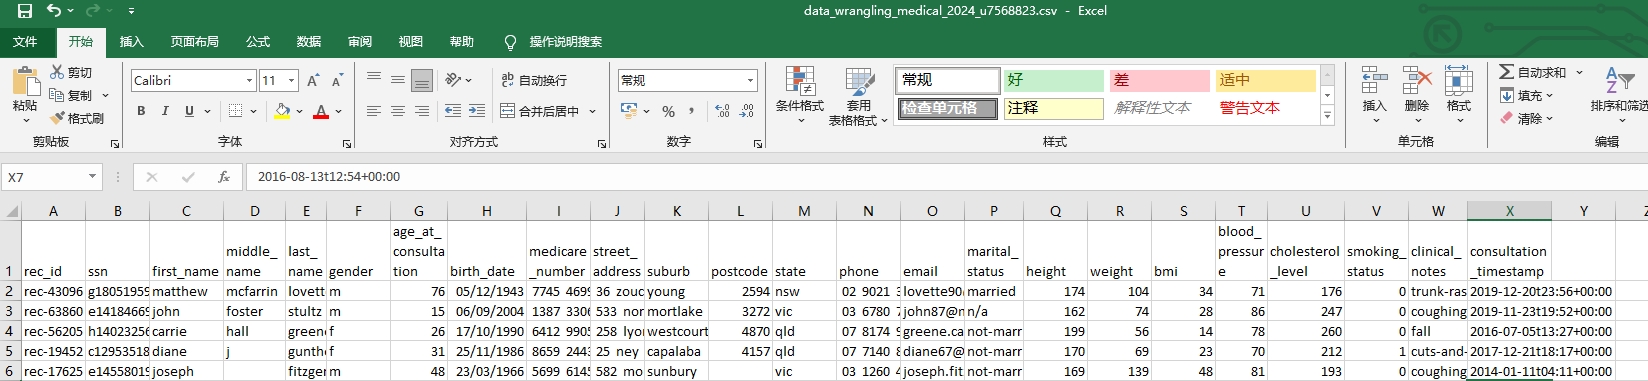 data_wrangling_medical_2024_u7568823.csv - Excel
文件 开始 插入 页面布局 公式 数据 审阅 视图 帮助 操作说明搜索
剪切 Calibri 11 自动换行 常规 常规 好 差 适中 自动求和
粘贴 复制 条件格式 套用 插入 删除 格式 填充 排序和筛选
格式刷 B I U 合并后居中 % 表格格式 检查单元格 注释 解释性文本 警告文本 清除
剪贴板 字体 对齐方式 数字 样式 单元格 编辑
X7 fx 2016-08-13t12:54+00:00
A B C D E F G H I J K L M N O P Q R S T U V W X Y
1 rec_id ssn first_name middle_name last_name gender age_at_consultation birth_date medicare_number street_address suburb postcode state phone email marital_status height weight bmi blood_pressure cholesterol_level smoking_status clinical_notes consultation_timestamp
2 rec-43096 g18051959 matthew mcfarrin lovett m 76 05/12/1943 7745 4699 36 zouc young 2594 nsw 02 9021 3 lovette90 married 174 104 34 71 176 0 trunk-ras 2019-12-20t23:56+00:00
3 rec-63860 e14184669 john foster stultz m 15 06/09/2004 1387 3306 533 nor mortlake 3272 vic 03 6780 7 john87@n n/a 162 74 28 86 247 0 coughing 2019-11-23t19:52+00:00
4 rec-56205 h14023256 carrie hall greene f 26 17/10/1990 6412 9905 258 lyon westcourt 4870 qld 07 8174 9 greene.ca not-marr 199 56 14 78 260 0 fall 2016-07-05t13:27+00:00
5 rec-19452 c12953518 diane j gunth f 31 25/11/1986 8659 2443 25 ney capalaba 4157 qld 07 7140 8 diane67@ not-marr 170 69 23 70 212 1 cuts-and- 2017-12-21t18:17+00:00
6 rec-17625 e14558019 joseph fitzger m 48 23/03/1966 5699 6145 582 mo sunbury vic 03 1260 4 joseph.fit not-marr 169 139 48 81 193 0 coughing 2014-01-11t04:11+00:00